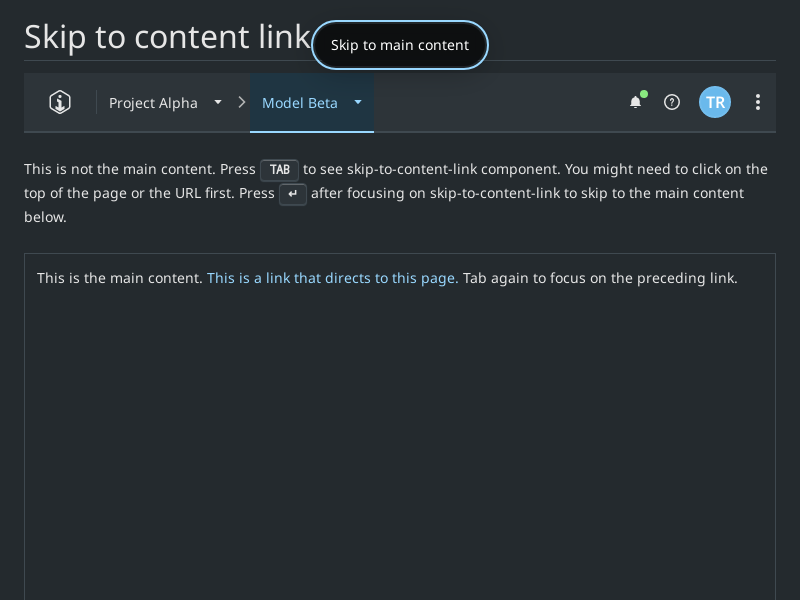 Skip to content link
Skip to main content
Project Alpha
Model Beta
TR
This is not the main content. Press TAB to see skip-to-content-link component. You might need to click on the
top of the page or the URL first. Press ↵ after focusing on skip-to-content-link to skip to the main content
below.
This is the main content. This is a link that directs to this page. Tab again to focus on the preceding link.